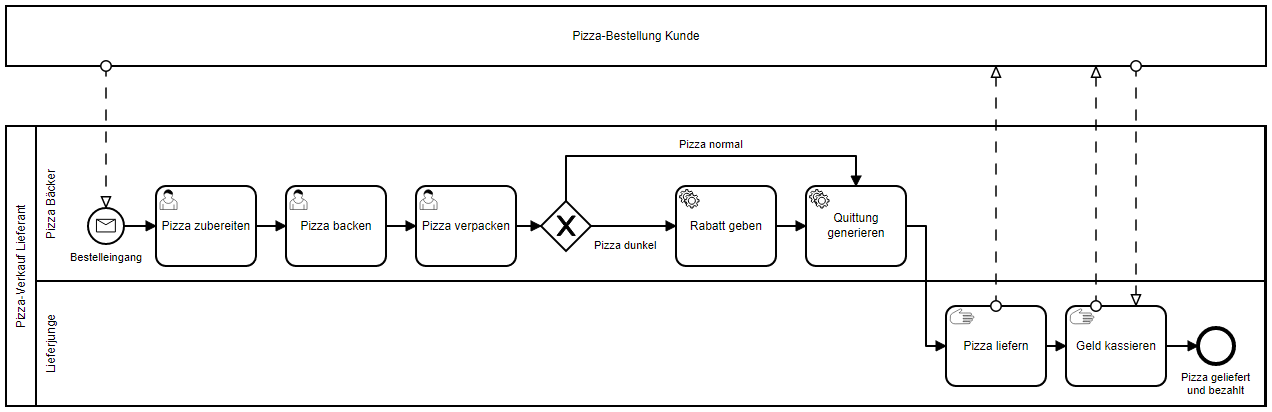 Pizza-Bestellung Kunde
Pizza-Verkauf Lieferant
Pizza Bäcker
Bestelleingang
Pizza zubereiten
Pizza backen
Pizza verpacken
Pizza normal
Pizza dunkel
Rabatt geben
Quittung
generieren
Lieferjunge
Pizza liefern
Geld kassieren
Pizza geliefert
und bezahlt